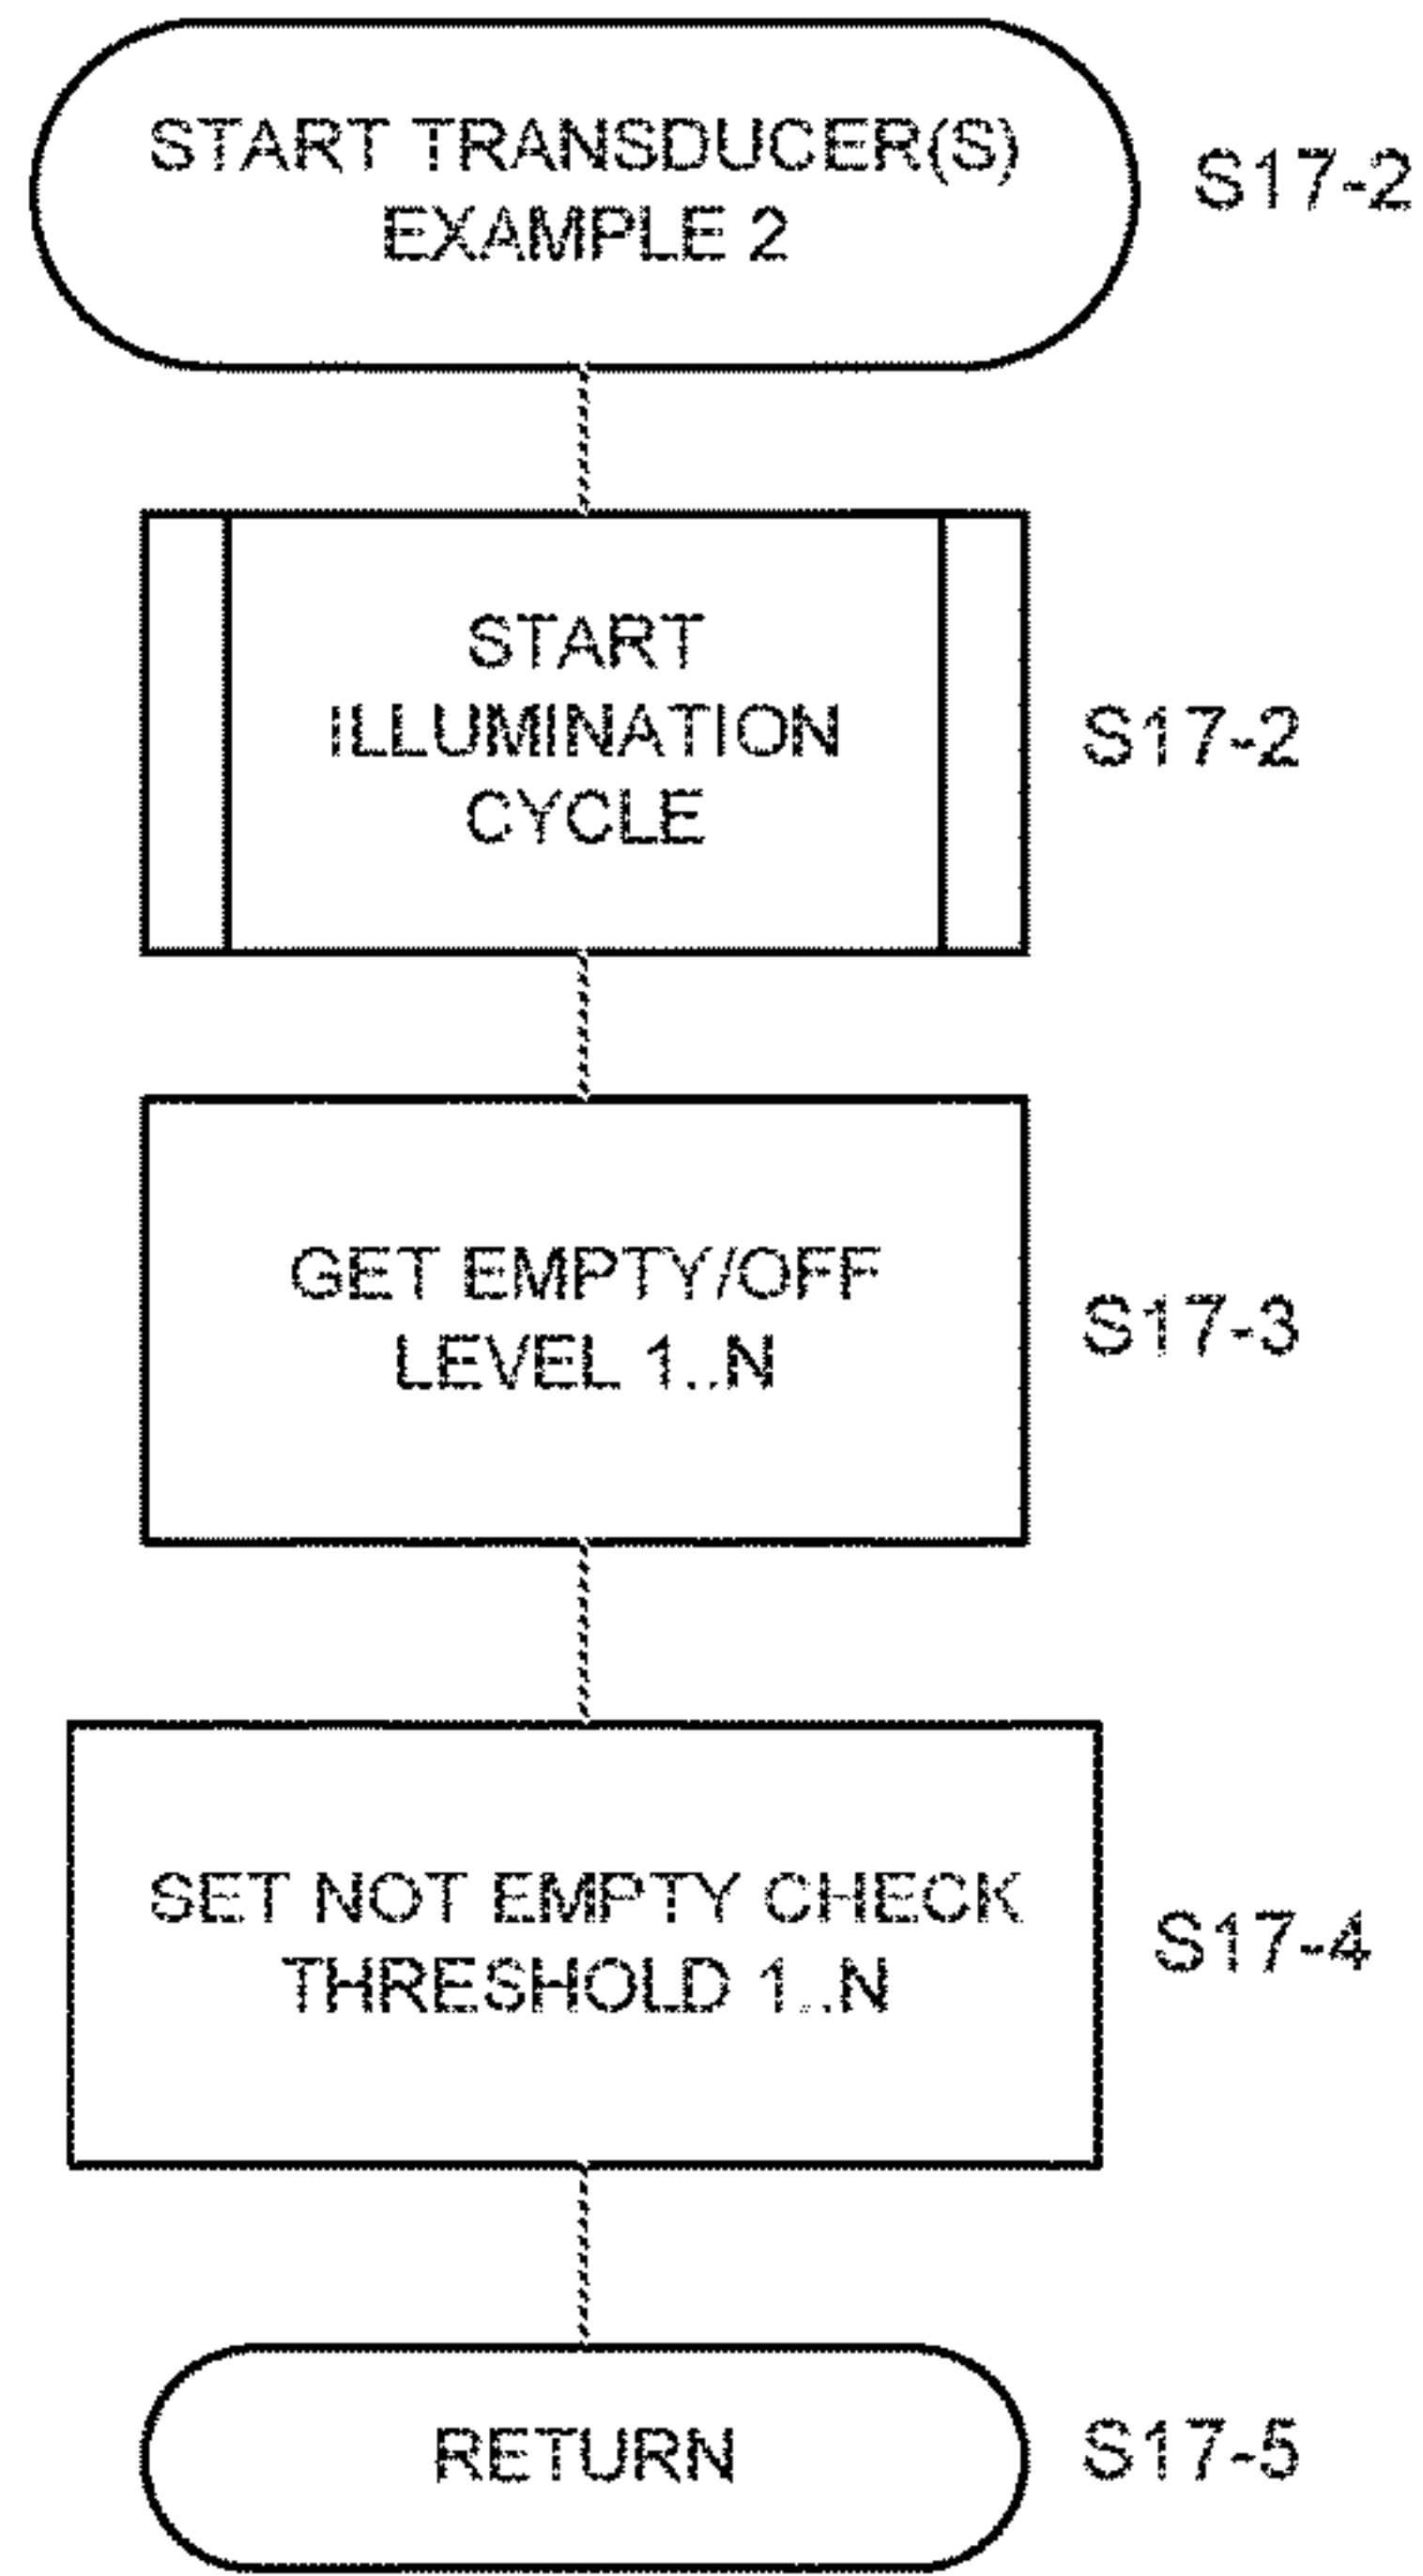 START TRANSDUCER(S)
EXAMPLE 2
S17-2
START
ILLUMINATION
CYCLE
S17-2
GET EMPTY/OFF
LEVEL 1..N
S17-3
SET NOT EMPTY CHECK
THRESHOLD 1..N
S17-4
RETURN
S17-5